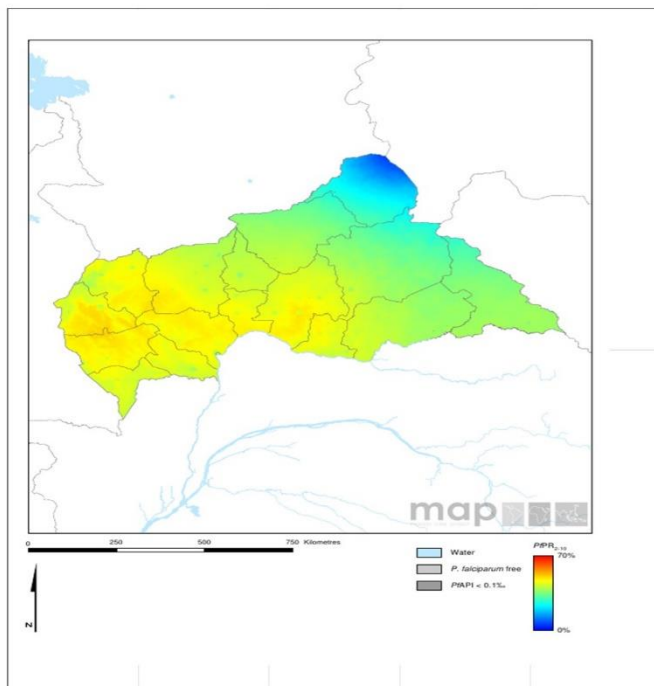 map
0 250 500 750 Kilometres
Water
P. falciparum free
PfAPI < 0.1‰
PfPR2-10
70%
0%
N